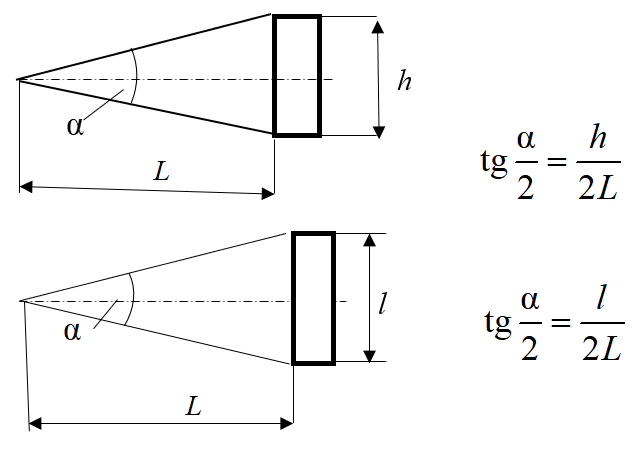 h
α
L
tg α/2 = h/2L
l
α
L
tg α/2 = l/2L